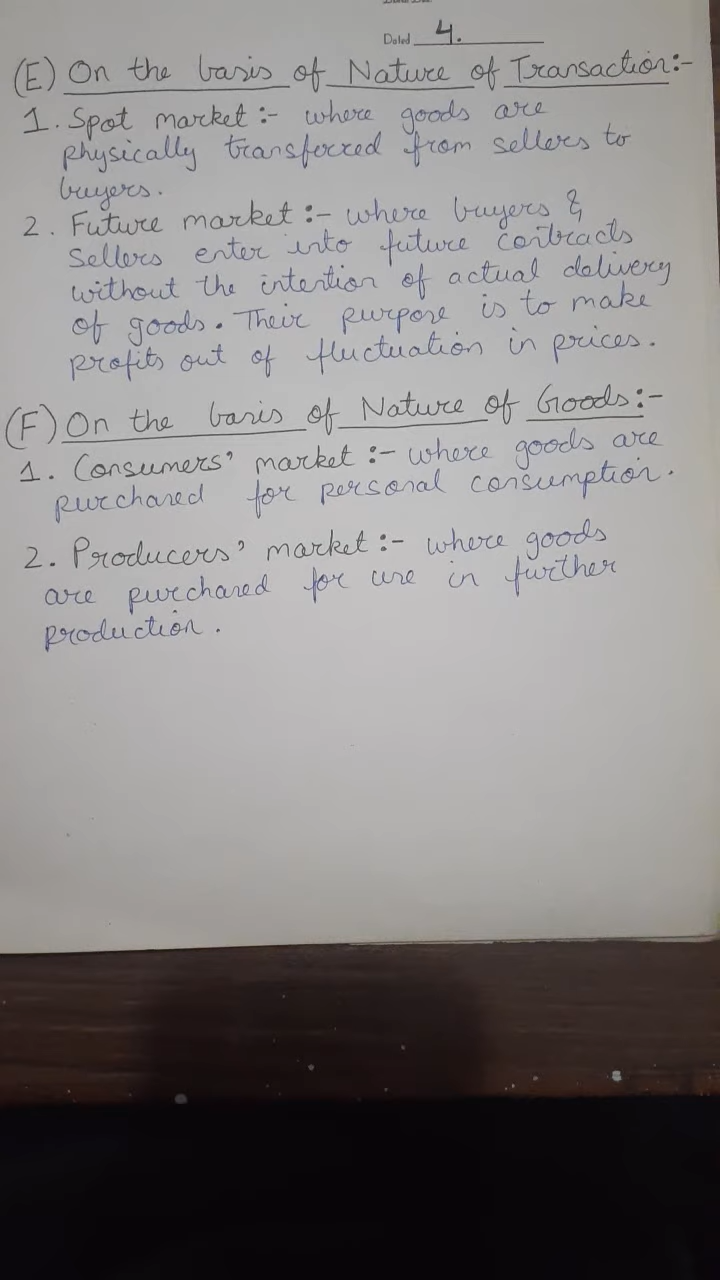 Dated 4.
(E) On the basis of Nature of Transaction:-
1. Spot market :- where goods are
physically transferred from sellers to
buyers.
2. Future market :- where buyers &
sellers enter into future contracts
without the intention of actual delivery
of goods. Their purpose is to make
profits out of fluctuation in prices.
(F) On the basis of Nature of Goods:-
1. Consumers' market :- where goods are
purchased for personal consumption.
2. Producers' market :- where goods
are purchased for use in further
production.